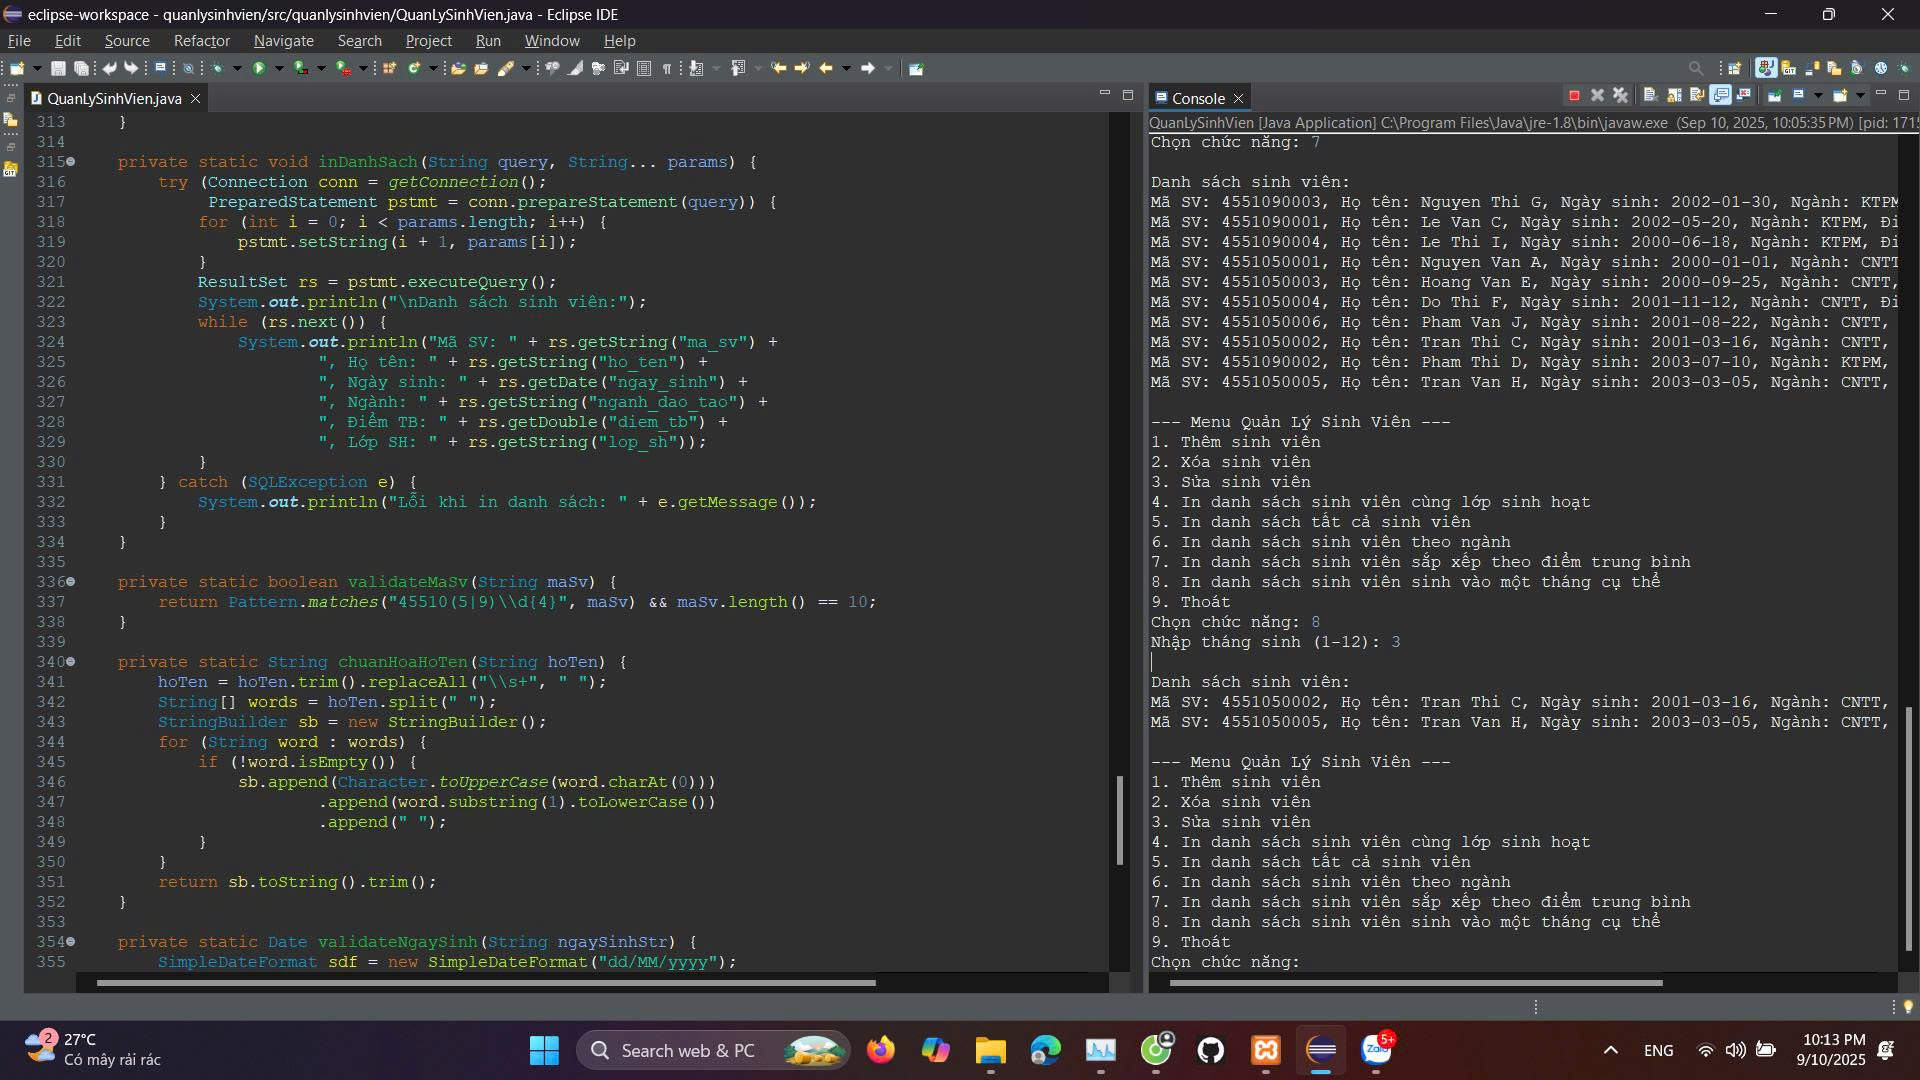 eclipse-workspace - quanlysinhvien/src/quanlysinhvien/QuanLySinhVien.java - Eclipse IDE
File Edit Source Refactor Navigate Search Project Run Window Help
QuanLySinhVien.java
313     }
314
315     private static void inDanhSach(String query, String... params) {
316         try (Connection conn = getConnection();
317              PreparedStatement pstmt = conn.prepareStatement(query)) {
318             for (int i = 0; i < params.length; i++) {
319                 pstmt.setString(i + 1, params[i]);
320             }
321             ResultSet rs = pstmt.executeQuery();
322             System.out.println("\nDanh sách sinh viên:");
323             while (rs.next()) {
324                 System.out.println("Mã SV: " + rs.getString("ma_sv") +
325                         ", Họ tên: " + rs.getString("ho_ten") +
326                         ", Ngày sinh: " + rs.getDate("ngay_sinh") +
327                         ", Ngành: " + rs.getString("nganh_dao_tao") +
328                         ", Điểm TB: " + rs.getDouble("diem_tb") +
329                         ", Lớp SH: " + rs.getString("lop_sh"));
330             }
331         } catch (SQLException e) {
332             System.out.println("Lỗi khi in danh sách: " + e.getMessage());
333         }
334     }
335
336     private static boolean validateMaSv(String maSv) {
337         return Pattern.matches("45510(5|9)\\d{4}", maSv) && maSv.length() == 10;
338     }
339
340     private static String chuanHoaHoTen(String hoTen) {
341         hoTen = hoTen.trim().replaceAll("\\s+", " ");
342         String[] words = hoTen.split(" ");
343         StringBuilder sb = new StringBuilder();
344         for (String word : words) {
345             if (!word.isEmpty()) {
346                 sb.append(Character.toUpperCase(word.charAt(0)))
347                         .append(word.substring(1).toLowerCase())
348                         .append(" ");
349             }
350         }
351         return sb.toString().trim();
352     }
353
354     private static Date validateNgaySinh(String ngaySinhStr) {
355         SimpleDateFormat sdf = new SimpleDateFormat("dd/MM/yyyy");
Console
QuanLySinhVien [Java Application] C:\Program Files\Java\jre-1.8\bin\javaw.exe (Sep 10, 2025, 10:05:35 PM) [pid: 171
Chọn chức năng: 7
Danh sách sinh viên:
Mã SV: 4551090003, Họ tên: Nguyen Thi G, Ngày sinh: 2002-01-30, Ngành: KTPM
Mã SV: 4551090001, Họ tên: Le Van C, Ngày sinh: 2002-05-20, Ngành: KTPM, Đi
Mã SV: 4551090004, Họ tên: Le Thi I, Ngày sinh: 2000-06-18, Ngành: KTPM, Đi
Mã SV: 4551050001, Họ tên: Nguyen Van A, Ngày sinh: 2000-01-01, Ngành: CNTT
Mã SV: 4551050003, Họ tên: Hoang Van E, Ngày sinh: 2000-09-25, Ngành: CNTT,
Mã SV: 4551050004, Họ tên: Do Thi F, Ngày sinh: 2001-11-12, Ngành: CNTT, Đi
Mã SV: 4551050006, Họ tên: Pham Van J, Ngày sinh: 2001-08-22, Ngành: CNTT,
Mã SV: 4551050002, Họ tên: Tran Thi C, Ngày sinh: 2001-03-16, Ngành: CNTT,
Mã SV: 4551090002, Họ tên: Pham Thi D, Ngày sinh: 2003-07-10, Ngành: KTPM,
Mã SV: 4551050005, Họ tên: Tran Van H, Ngày sinh: 2003-03-05, Ngành: CNTT,
--- Menu Quản Lý Sinh Viên ---
1. Thêm sinh viên
2. Xóa sinh viên
3. Sửa sinh viên
4. In danh sách sinh viên cùng lớp sinh hoạt
5. In danh sách tất cả sinh viên
6. In danh sách sinh viên theo ngành
7. In danh sách sinh viên sắp xếp theo điểm trung bình
8. In danh sách sinh viên sinh vào một tháng cụ thể
9. Thoát
Chọn chức năng: 8
Nhập tháng sinh (1-12): 3
Danh sách sinh viên:
Mã SV: 4551050002, Họ tên: Tran Thi C, Ngày sinh: 2001-03-16, Ngành: CNTT,
Mã SV: 4551050005, Họ tên: Tran Van H, Ngày sinh: 2003-03-05, Ngành: CNTT,
--- Menu Quản Lý Sinh Viên ---
1. Thêm sinh viên
2. Xóa sinh viên
3. Sửa sinh viên
4. In danh sách sinh viên cùng lớp sinh hoạt
5. In danh sách tất cả sinh viên
6. In danh sách sinh viên theo ngành
7. In danh sách sinh viên sắp xếp theo điểm trung bình
8. In danh sách sinh viên sinh vào một tháng cụ thể
9. Thoát
Chọn chức năng:
2
27°C
Có mây rải rác
Search web & PC
Zalo
5+
ENG
10:13 PM
9/10/2025